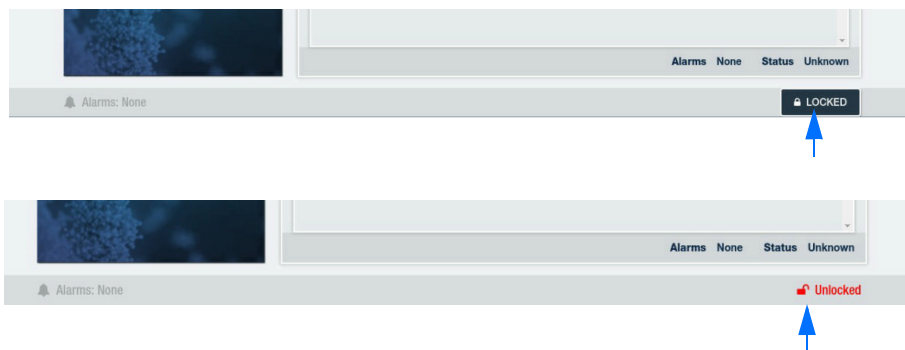 Alarms None Status Unknown
Alarms: None LOCKED
Alarms None Status Unknown
Alarms: None Unlocked